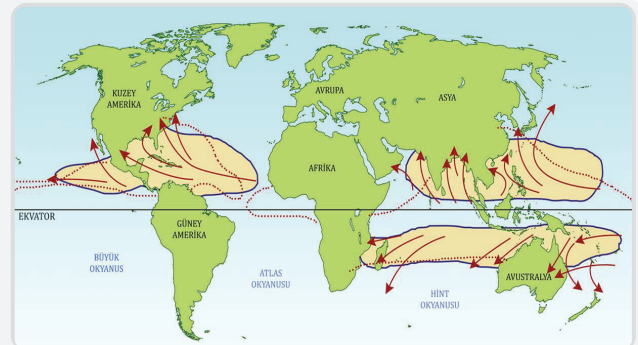 KUZEY
AMERİKA
AVRUPA
ASYA
AFRİKA
EKVATOR
GÜNEY
AMERİKA
BÜYÜK
OKYANUS
ATLAS
OKYANUSU
HİNT
OKYANUSU
AVUSTRALYA